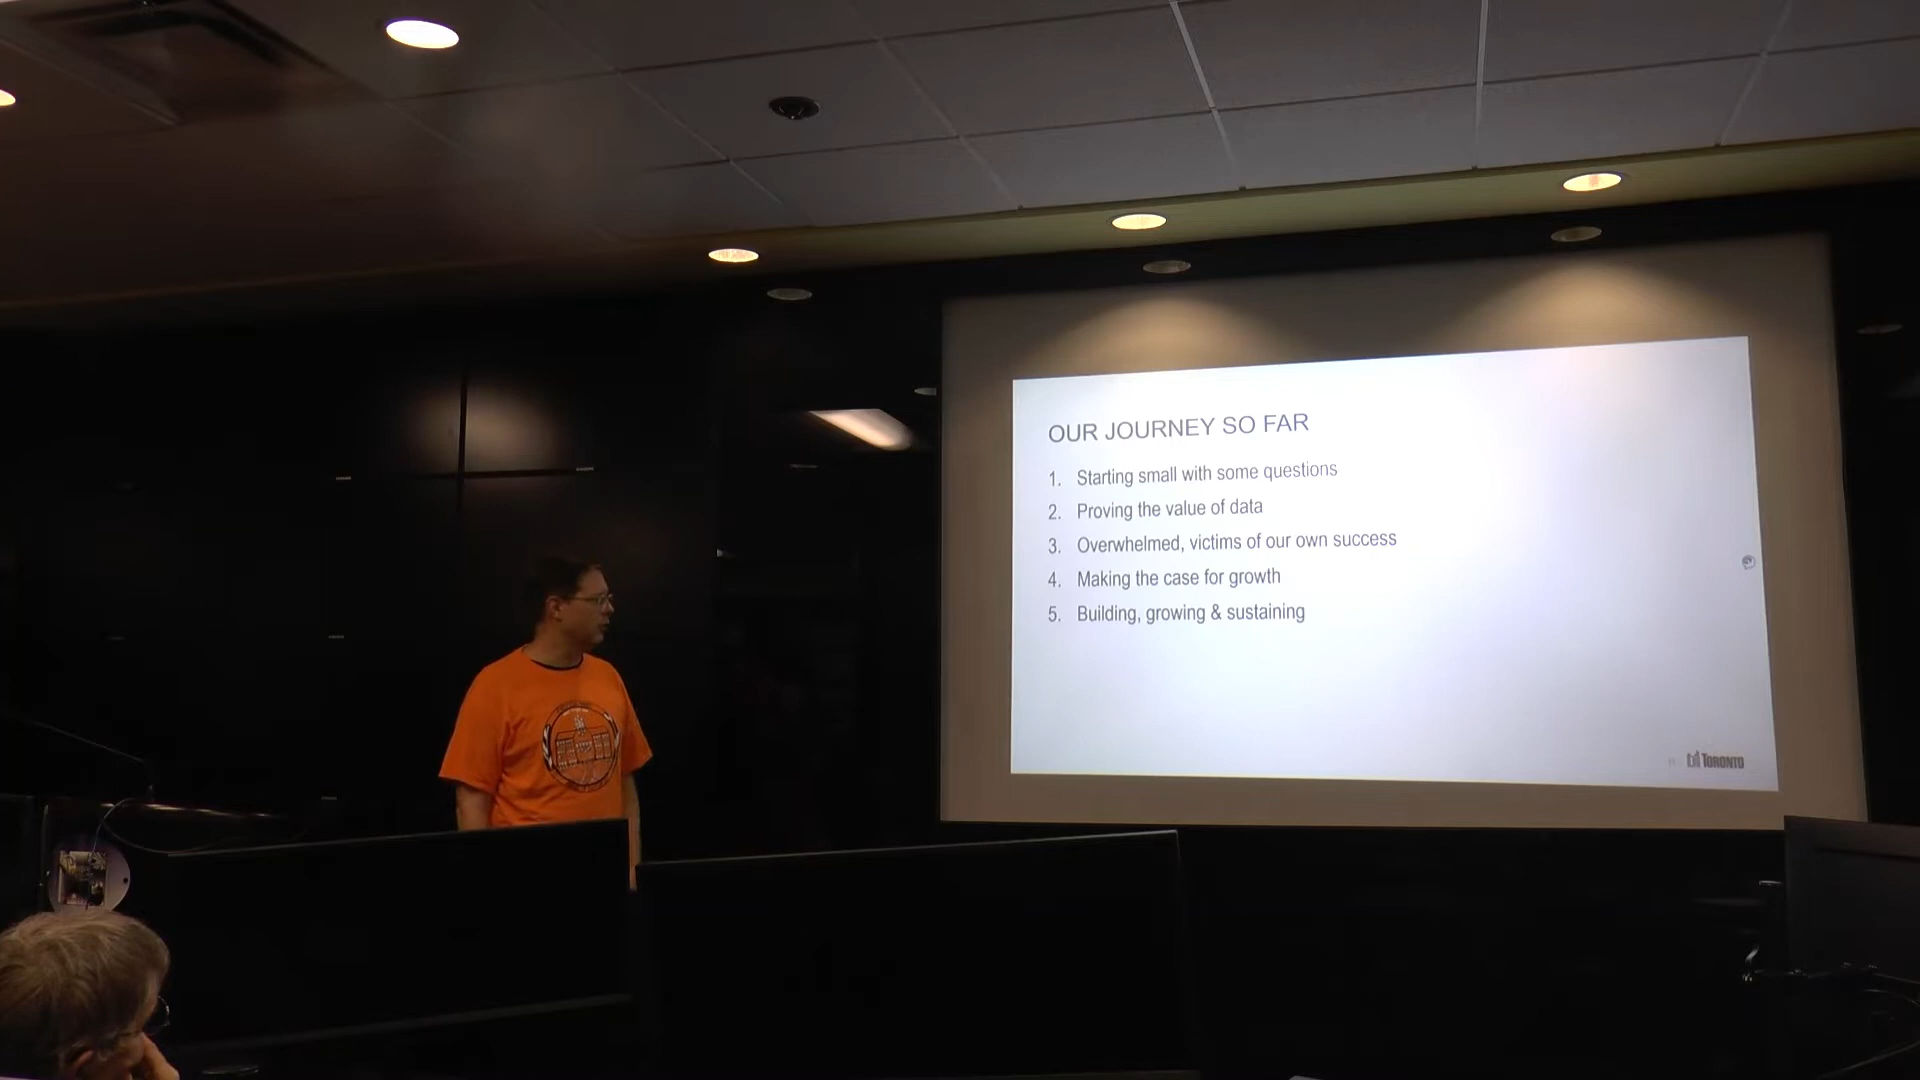 OUR JOURNEY SO FAR
1. Starting small with some questions
2. Proving the value of data
3. Overwhelmed, victims of our own success
4. Making the case for growth
5. Building, growing & sustaining
TORONTO